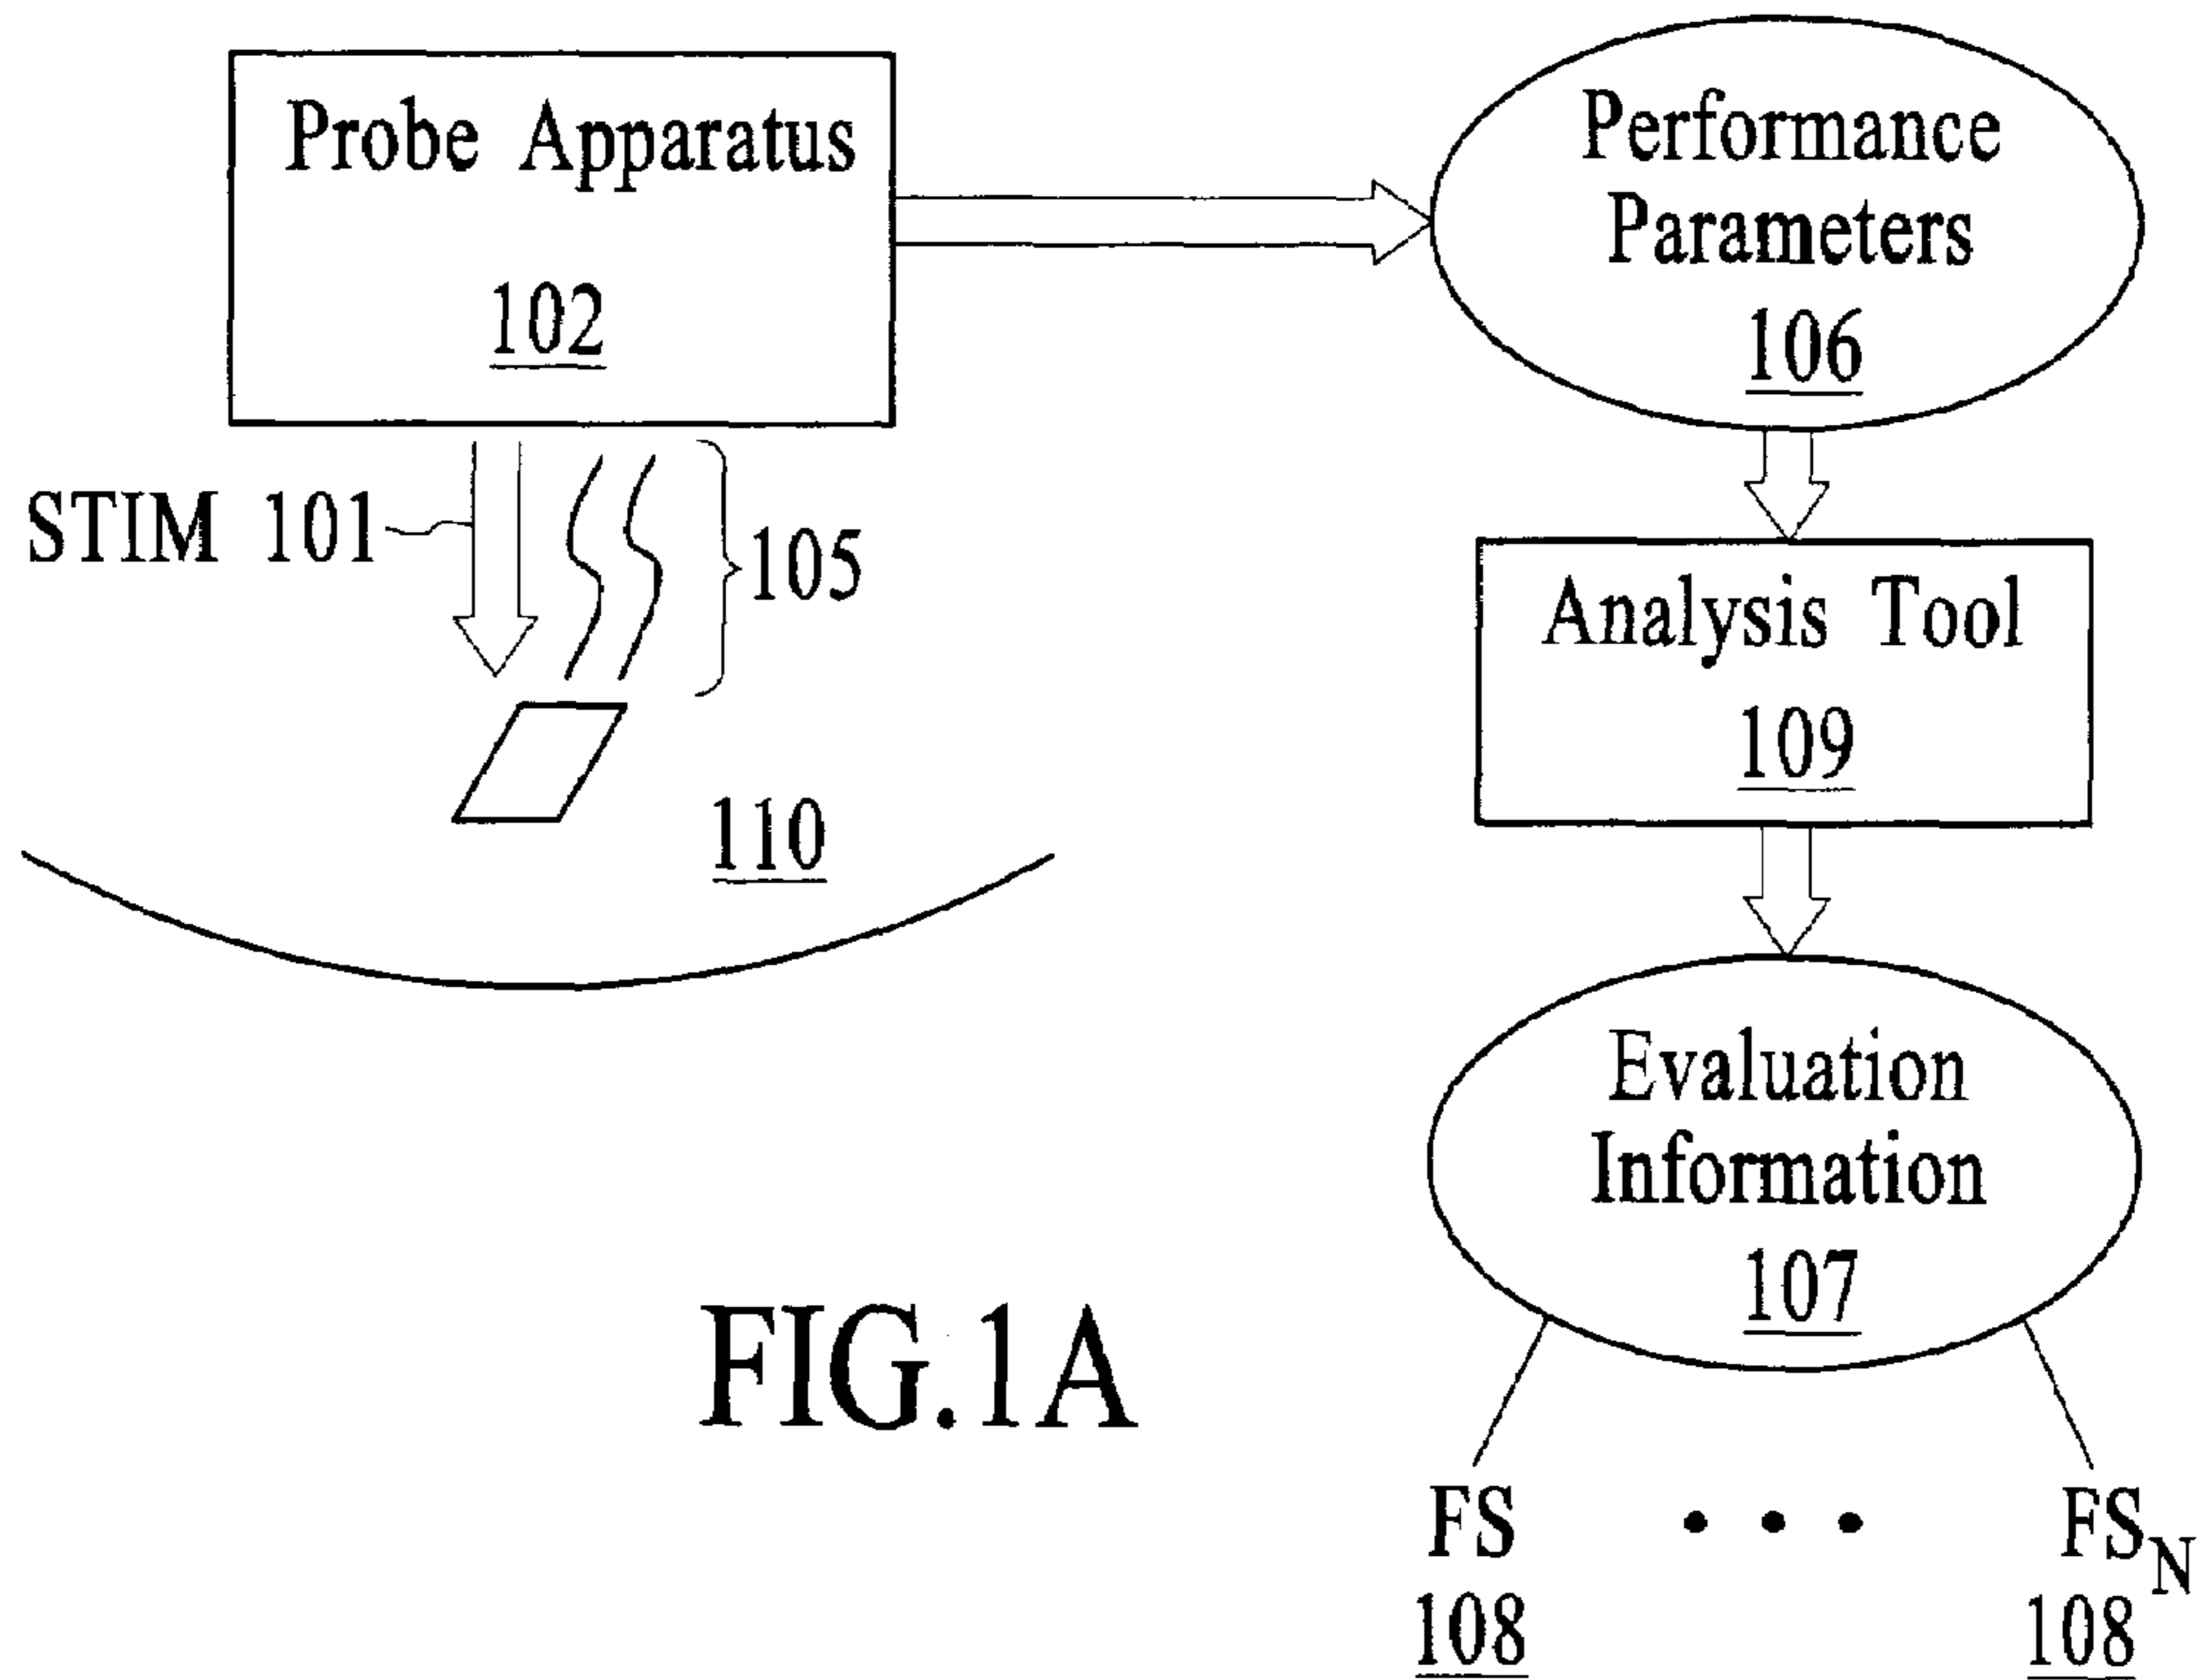 Probe Apparatus
102
Performance
Parameters
106
STIM 101
105
Analysis Tool
109
110
Evaluation
Information
107
FIG.1A
FS • • • FS_N
108 108